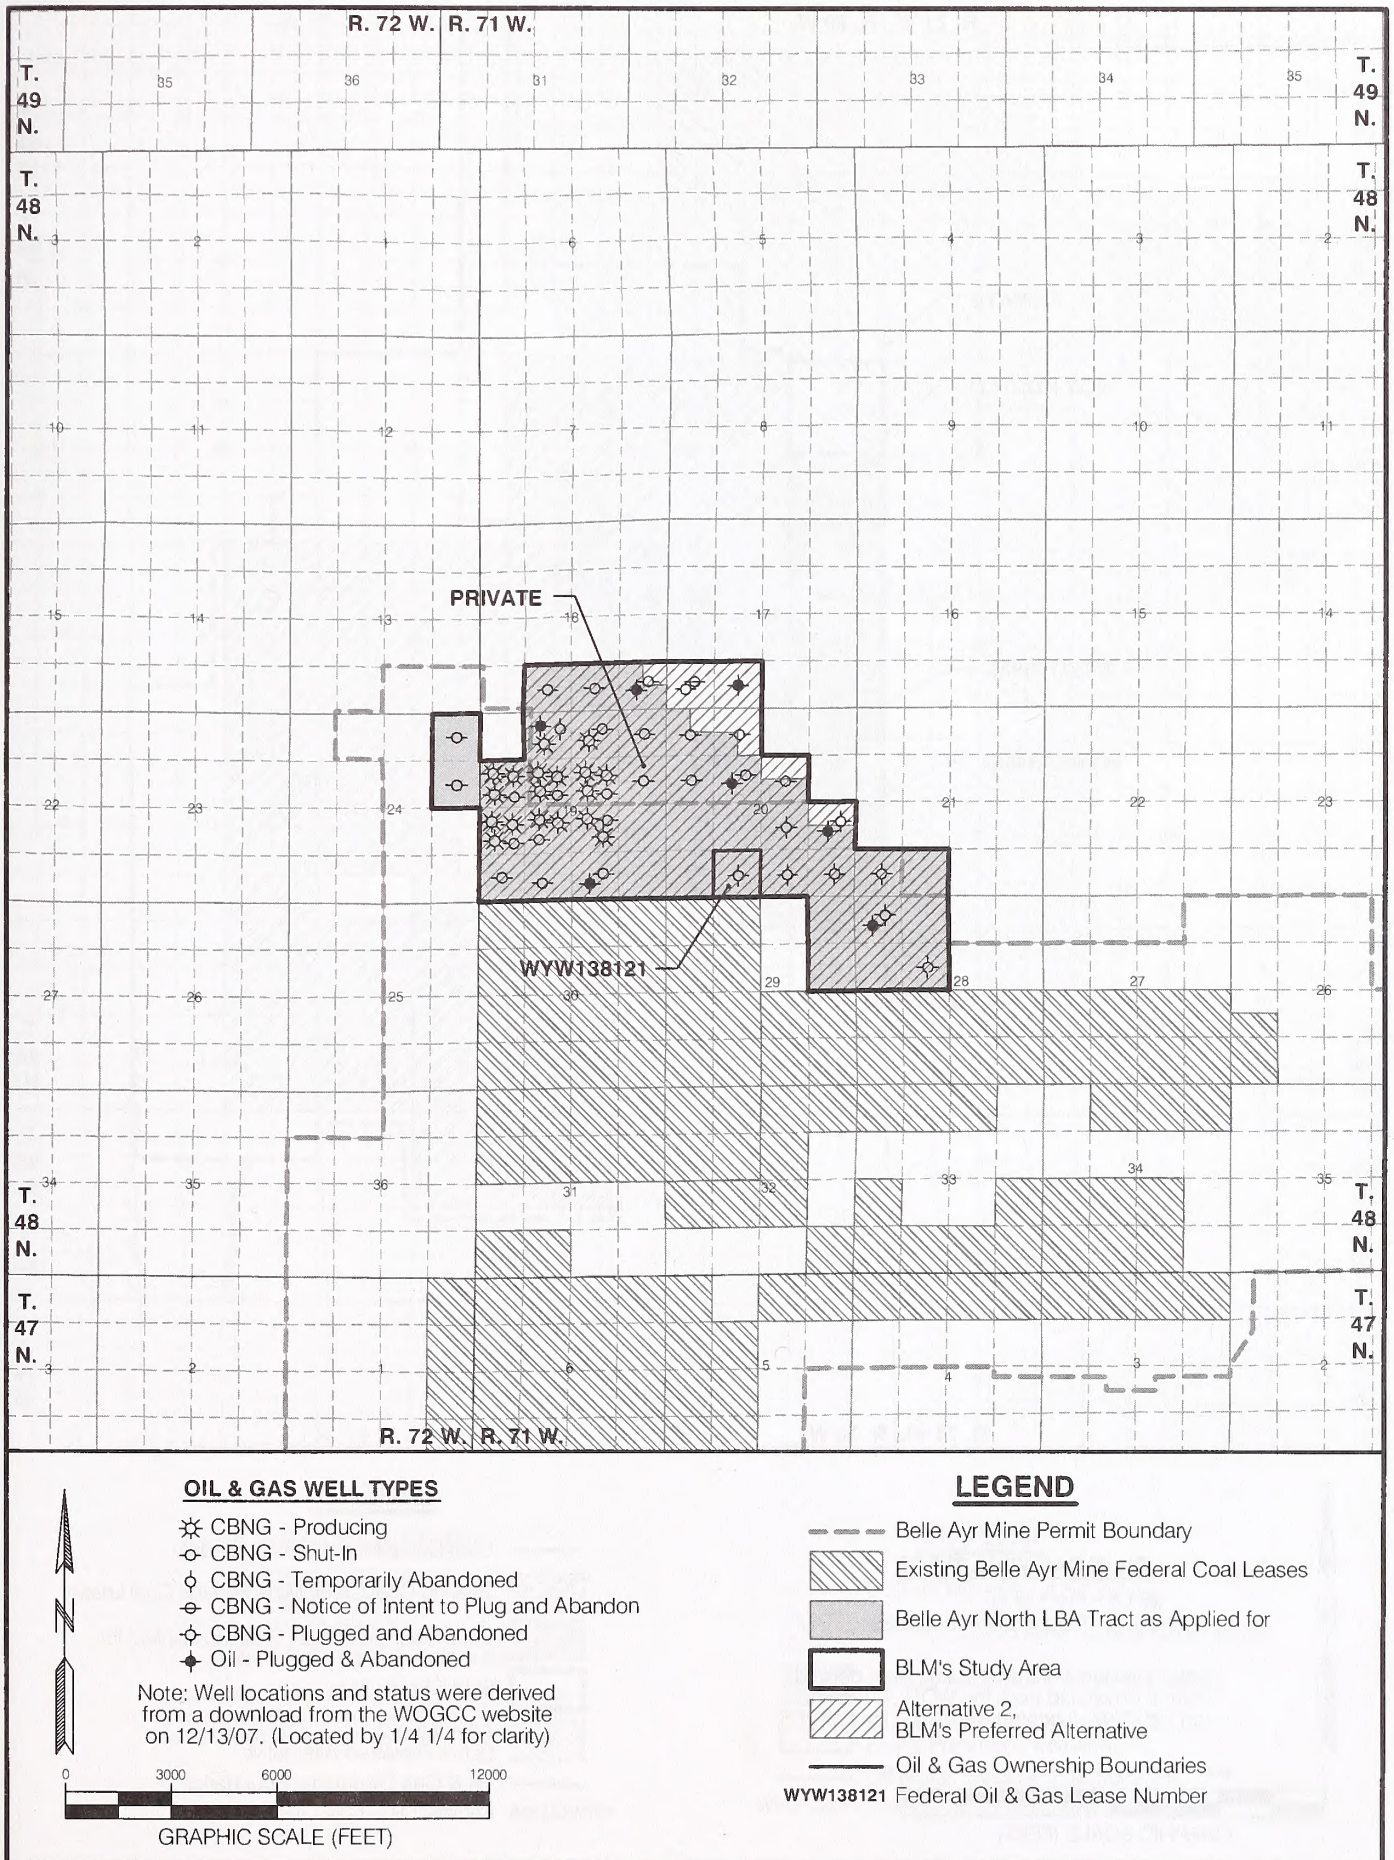 R. 72 W. R. 71 W.
T. 49 N.
T. 49 N.
35 36 31 32 33 34 35
T. 48 N.
T. 48 N.
3 2 1 6 5 4 3 2
10 11 12 7 8 9 10 11
PRIVATE
15 14 13 18 17 16 15 14
22 23 24 19 20 21 22 23
WYW138121
27 26 25 30 29 28 27 26
34 35 36 31 32 33 34 35
T. 48 N.
T. 48 N.
T. 47 N.
T. 47 N.
3 2 1 6 5 4 3 2
R. 72 W. R. 71 W.
OIL & GAS WELL TYPES
CBNG - Producing
CBNG - Shut-In
CBNG - Temporarily Abandoned
CBNG - Notice of Intent to Plug and Abandon
CBNG - Plugged and Abandoned
Oil - Plugged & Abandoned
Note: Well locations and status were derived
from a download from the WOGCC website
on 12/13/07. (Located by 1/4 1/4 for clarity)
N
0 3000 6000 12000
GRAPHIC SCALE (FEET)
LEGEND
Belle Ayr Mine Permit Boundary
Existing Belle Ayr Mine Federal Coal Leases
Belle Ayr North LBA Tract as Applied for
BLM's Study Area
Alternative 2,
BLM's Preferred Alternative
Oil & Gas Ownership Boundaries
WYW138121 Federal Oil & Gas Lease Number